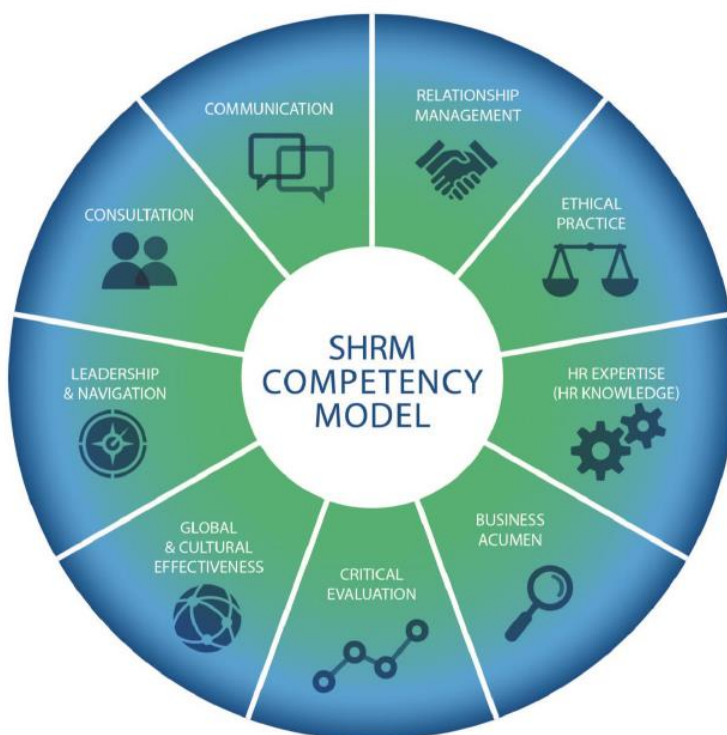 SHRM
COMPETENCY
MODEL
RELATIONSHIP
MANAGEMENT
ETHICAL
PRACTICE
HR EXPERTISE
(HR KNOWLEDGE)
BUSINESS
ACUMEN
CRITICAL
EVALUATION
GLOBAL
& CULTURAL
EFFECTIVENESS
LEADERSHIP
& NAVIGATION
CONSULTATION
COMMUNICATION